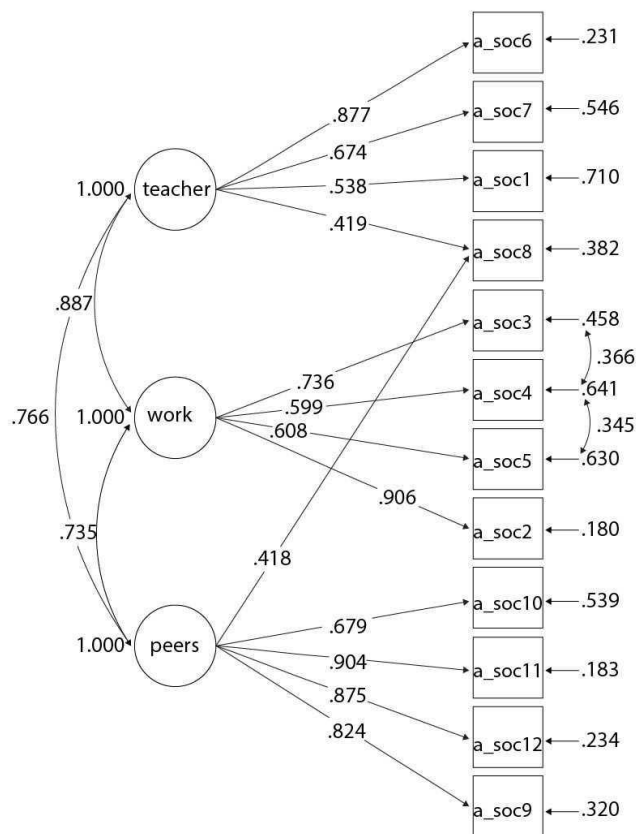 a_soc6
.231
.877
a_soc7
.546
.674
a_soc1
.710
1.000
teacher
.538
.419
a_soc8
.382
.887
a_soc3
.458
.366
.736
a_soc4
.641
.599
.766
1.000
work
.608
.345
a_soc5
.630
.906
a_soc2
.180
.735
.418
a_soc10
.539
.679
1.000
peers
.904
a_soc11
.183
.875
.824
a_soc12
.234
a_soc9
.320